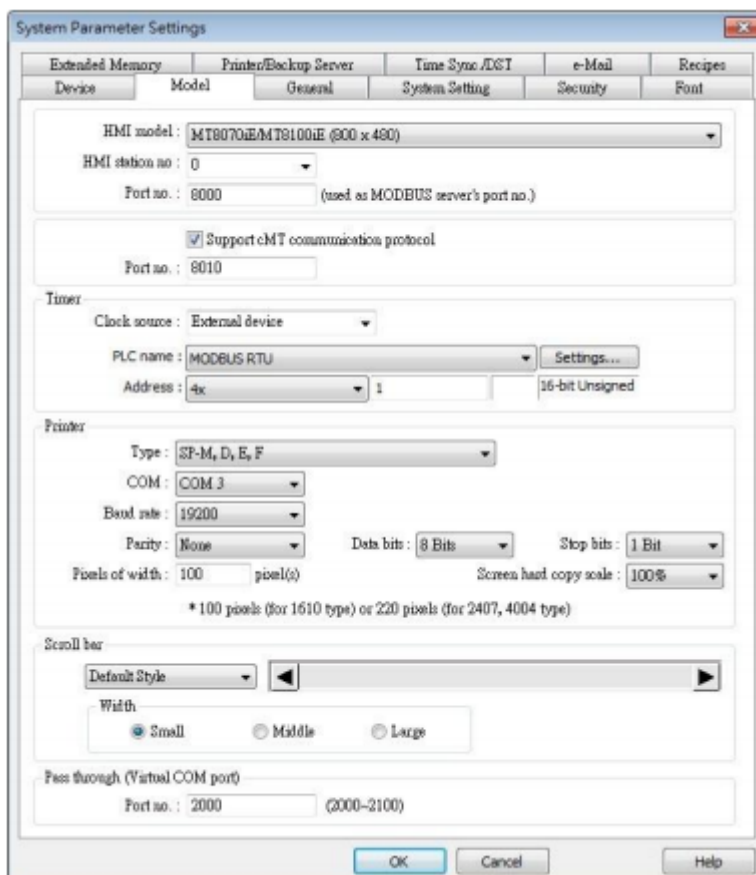 System Parameter Settings
Extended Memory Printer/Backup Server Time Sync./DST e-Mail Recipes
Device Model General System Setting Security Font
HMI model : MT8070iE/MT8100iE (800 x 480)
HMI station no : 0
Port no. : 8000 (used as MODBUS server's port no.)
Support cMT communication protocol
Port no. : 8010
Timer
Clock source : External device
PLC name : MODBUS RTU Settings...
Address : 4x 1 16-bit Unsigned
Printer
Type : SP-M, D, E, F
COM : COM 3
Baud rate : 19200
Parity : None Data bits : 8 Bits Stop bits : 1 Bit
Pixels of width : 100 pixel(s) Screen hard copy scale : 100%
* 100 pixels (for 1610 type) or 220 pixels (for 2407, 4004 type)
Scroll bar
Default Style
Width
Small Middle Large
Pass through (Virtual COM port)
Port no. : 2000 (2000~2100)
OK Cancel Help